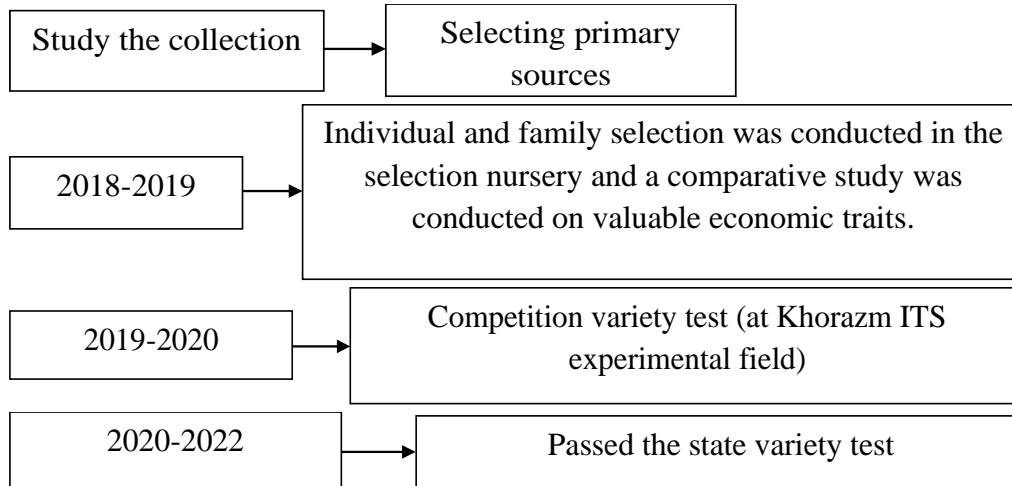 Study the collection
Selecting primary
sources
2018-2019
Individual and family selection was conducted in the
selection nursery and a comparative study was
conducted on valuable economic traits.
2019-2020
Competition variety test (at Khorazm ITS
experimental field)
2020-2022
Passed the state variety test